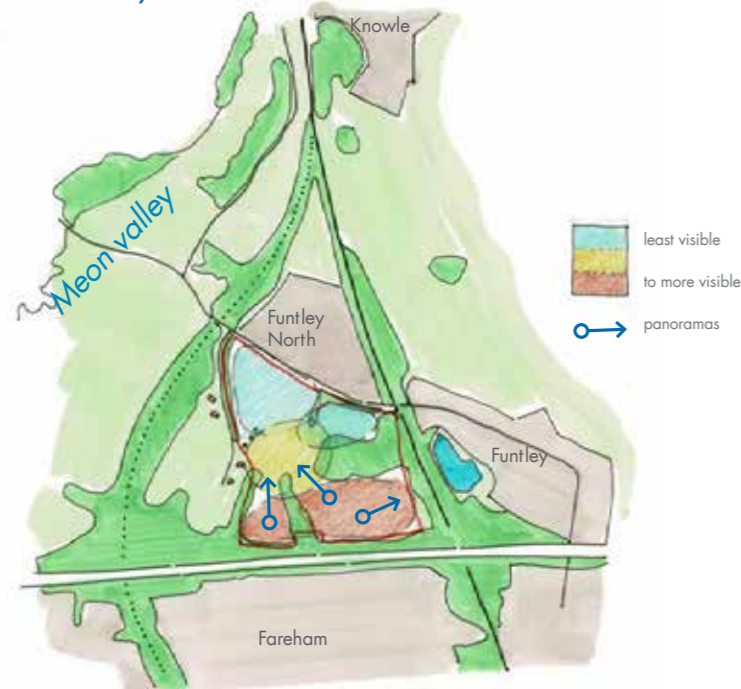 Knowle
Meon valley
least visible
to more visible
panoramas
Funtley
North
Funtley
Fareham